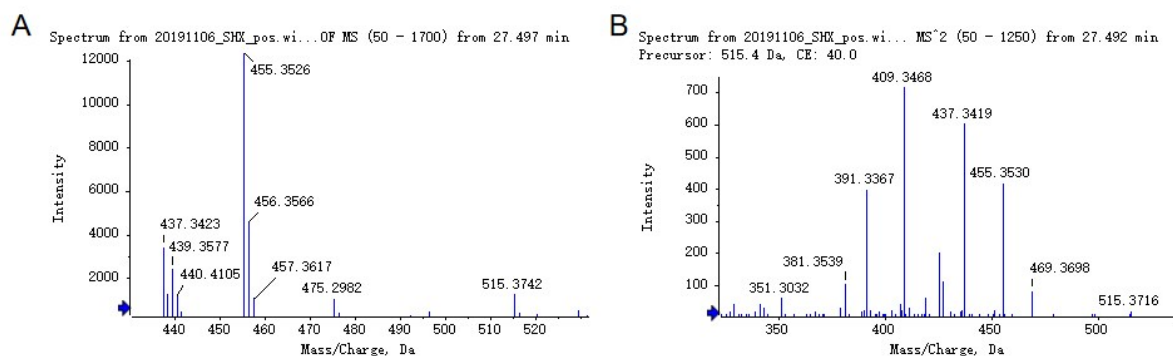 A
Spectrum from 20191106_SHX_pos.wi...OF MS (50 - 1700) from 27.497 min
12000
10000
8000
6000
4000
2000
Intensity
455.3526
456.3566
437.3423
439.3577
440.4105
457.3617
475.2982
515.3742
440 450 460 470 480 490 500 510 520
Mass/Charge, Da
B
Spectrum from 20191106_SHX_pos.wi... MS^2 (50 - 1250) from 27.492 min
Precursor: 515.4 Da, CE: 40.0
700
600
500
400
300
200
100
Intensity
409.3468
437.3419
391.3367
455.3530
381.3539
351.3032
469.3698
515.3716
350 400 450 500
Mass/Charge, Da